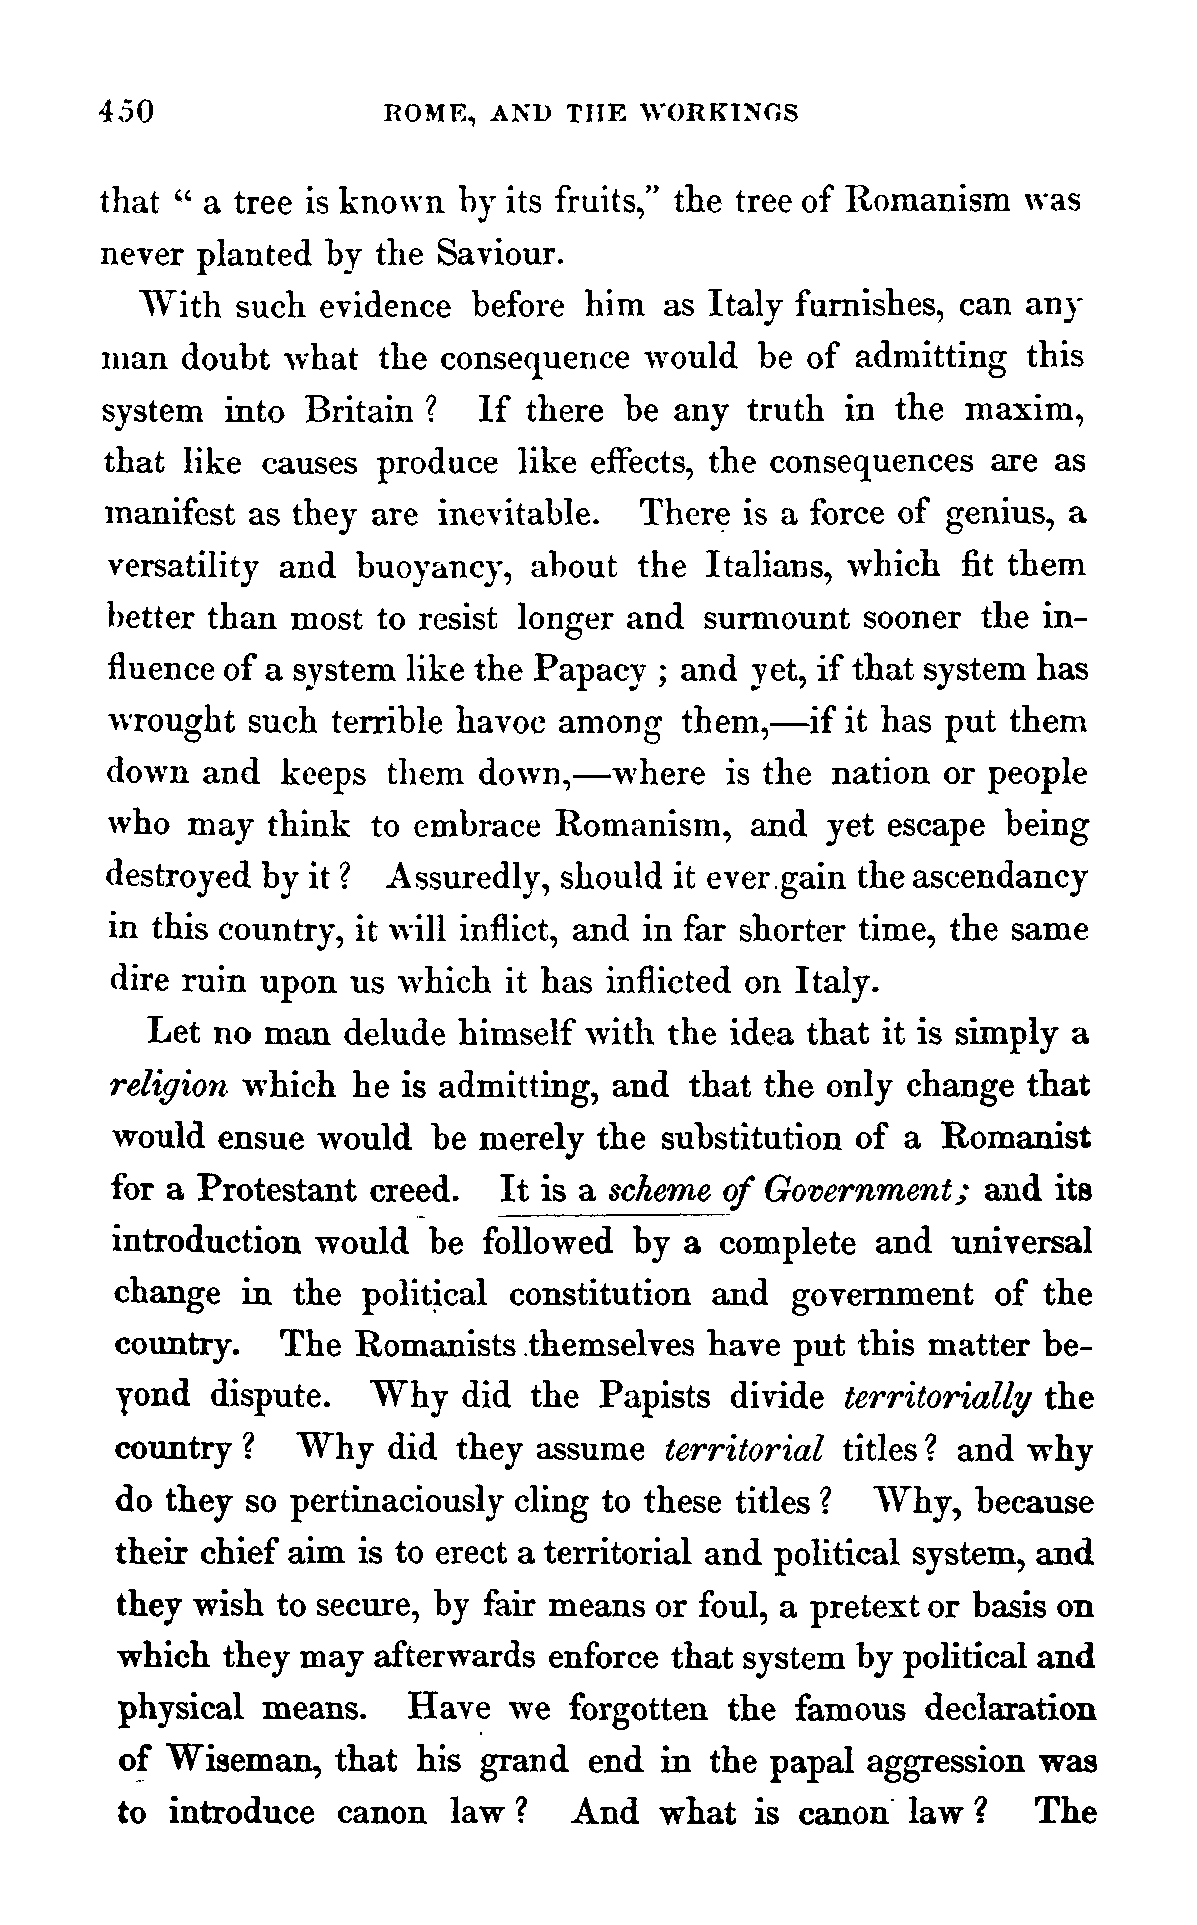 450 ROME, AND THE WORKINGS
that “ a tree is known by its fruits,” the tree of Romanism was
never planted by the Saviour.
With such evidence before him as Italy furnishes, can any
man doubt what the consequence would be of admitting this
system into Britain ? If there be any truth in the maxim,
that like causes produce like effects, the consequences are as
manifest as they are inevitable. There is a force of genius, a
versatility and buoyancy, about the Italians, which fit them
better than most to resist longer and surmount sooner the in-
fluence of a system like the Papacy ; and yet, if that system has
wrought such terrible havoc among them,—if it has put them
down and keeps them down,—where is the nation or people
who may think to embrace Romanism, and yet escape being
destroyed by it ? Assuredly, should it ever gain the ascendancy
in this country, it will inflict, and in far shorter time, the same
dire ruin upon us which it has inflicted on Italy.
Let no man delude himself with the idea that it is simply a
religion which he is admitting, and that the only change that
would ensue would be merely the substitution of a Romanist
for a Protestant creed. It is a scheme of Government; and its
introduction would be followed by a complete and universal
change in the political constitution and government of the
country. The Romanists themselves have put this matter be-
yond dispute. Why did the Papists divide territorially the
country ? Why did they assume territorial titles ? and why
do they so pertinaciously cling to these titles ? Why, because
their chief aim is to erect a territorial and political system, and
they wish to secure, by fair means or foul, a pretext or basis on
which they may afterwards enforce that system by political and
physical means. Have we forgotten the famous declaration
of Wiseman, that his grand end in the papal aggression was
to introduce canon law ? And what is canon law ? The